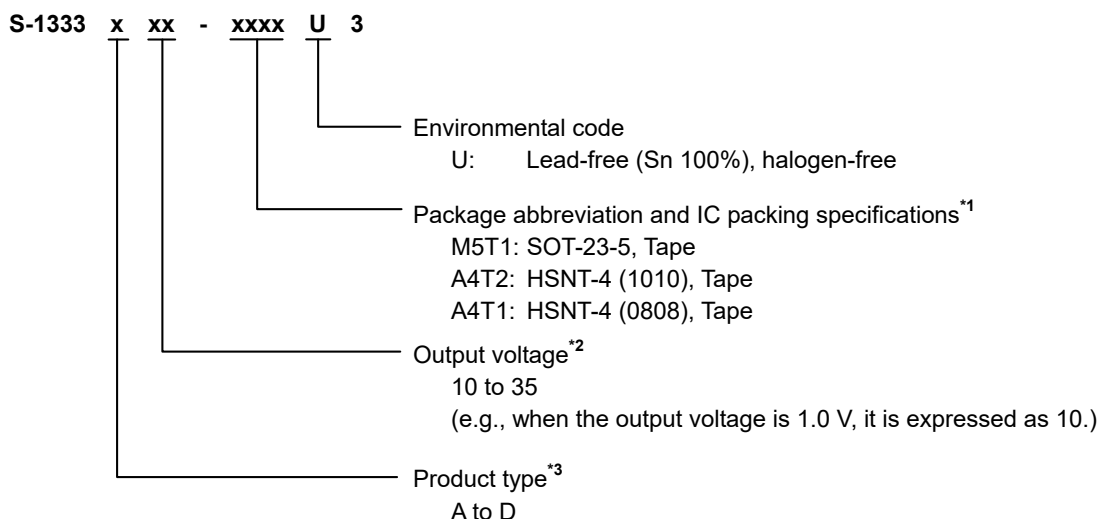 S-1333 x xx - xxxx U 3
Environmental code
U: Lead-free (Sn 100%), halogen-free
Package abbreviation and IC packing specifications*1
M5T1: SOT-23-5, Tape
A4T2: HSNT-4 (1010), Tape
A4T1: HSNT-4 (0808), Tape
Output voltage*2
10 to 35
(e.g., when the output voltage is 1.0 V, it is expressed as 10.)
Product type*3
A to D